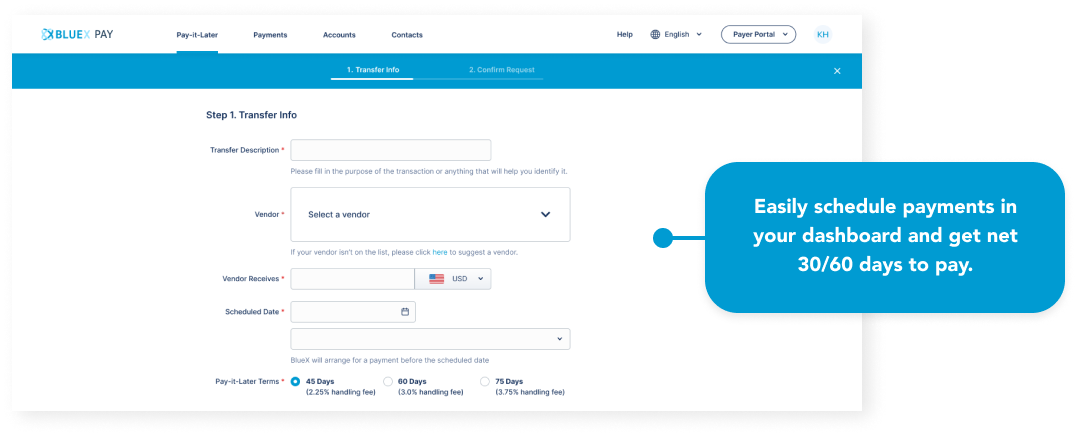 BLUEX PAY
Pay-it-Later
Payments
Accounts
Contacts
Help
English
Payer Portal
KH
1. Transfer Info
2. Confirm Request
Step 1. Transfer Info
Transfer Description *
Please fill in the purpose of the transaction or anything that will help you identify it.
Vendor *
Select a vendor
If your vendor isn't on the list, please click here to suggest a vendor.
Vendor Receives *
USD
Scheduled Date *
BlueX will arrange for a payment before the scheduled date
Pay-it-Later Terms *
45 Days
(2.25% handling fee)
60 Days
(3.0% handling fee)
75 Days
(3.75% handling fee)
Easily schedule payments in
your dashboard and get net
30/60 days to pay.